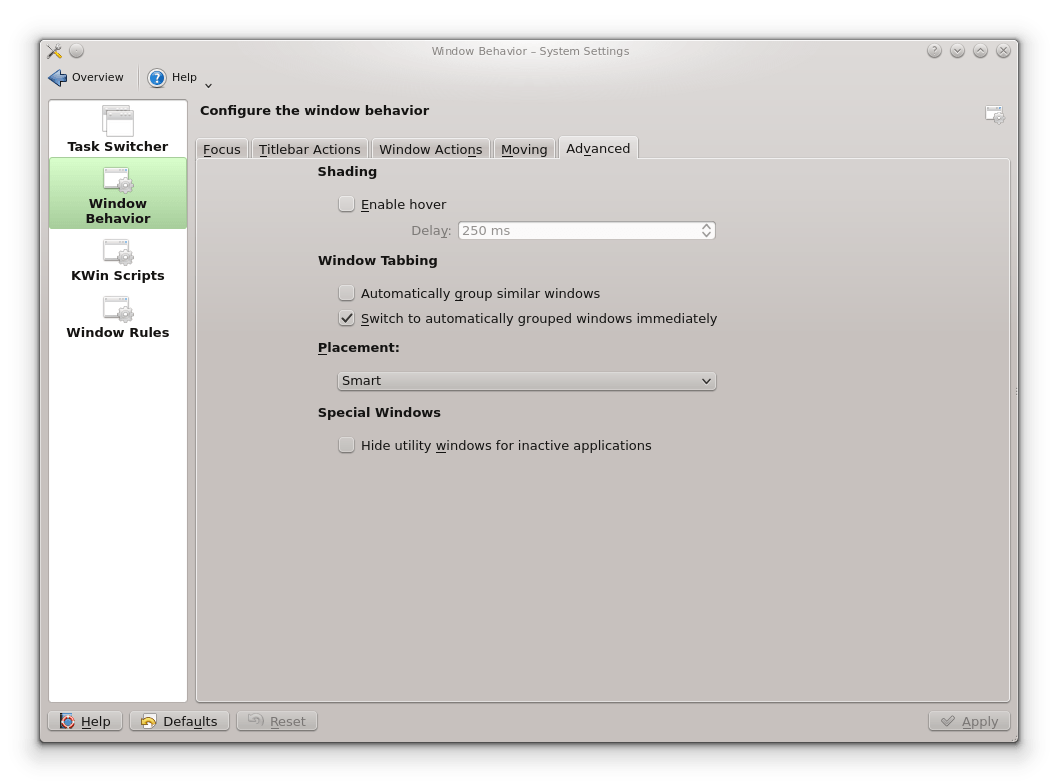 Window Behavior – System Settings
Overview
Help
Configure the window behavior
Task Switcher
Window
Behavior
KWin Scripts
Window Rules
Focus
Titlebar Actions
Window Actions
Moving
Advanced
Shading
Enable hover
Delay: 250 ms
Window Tabbing
Automatically group similar windows
Switch to automatically grouped windows immediately
Placement:
Smart
Special Windows
Hide utility windows for inactive applications
Help
Defaults
Reset
Apply